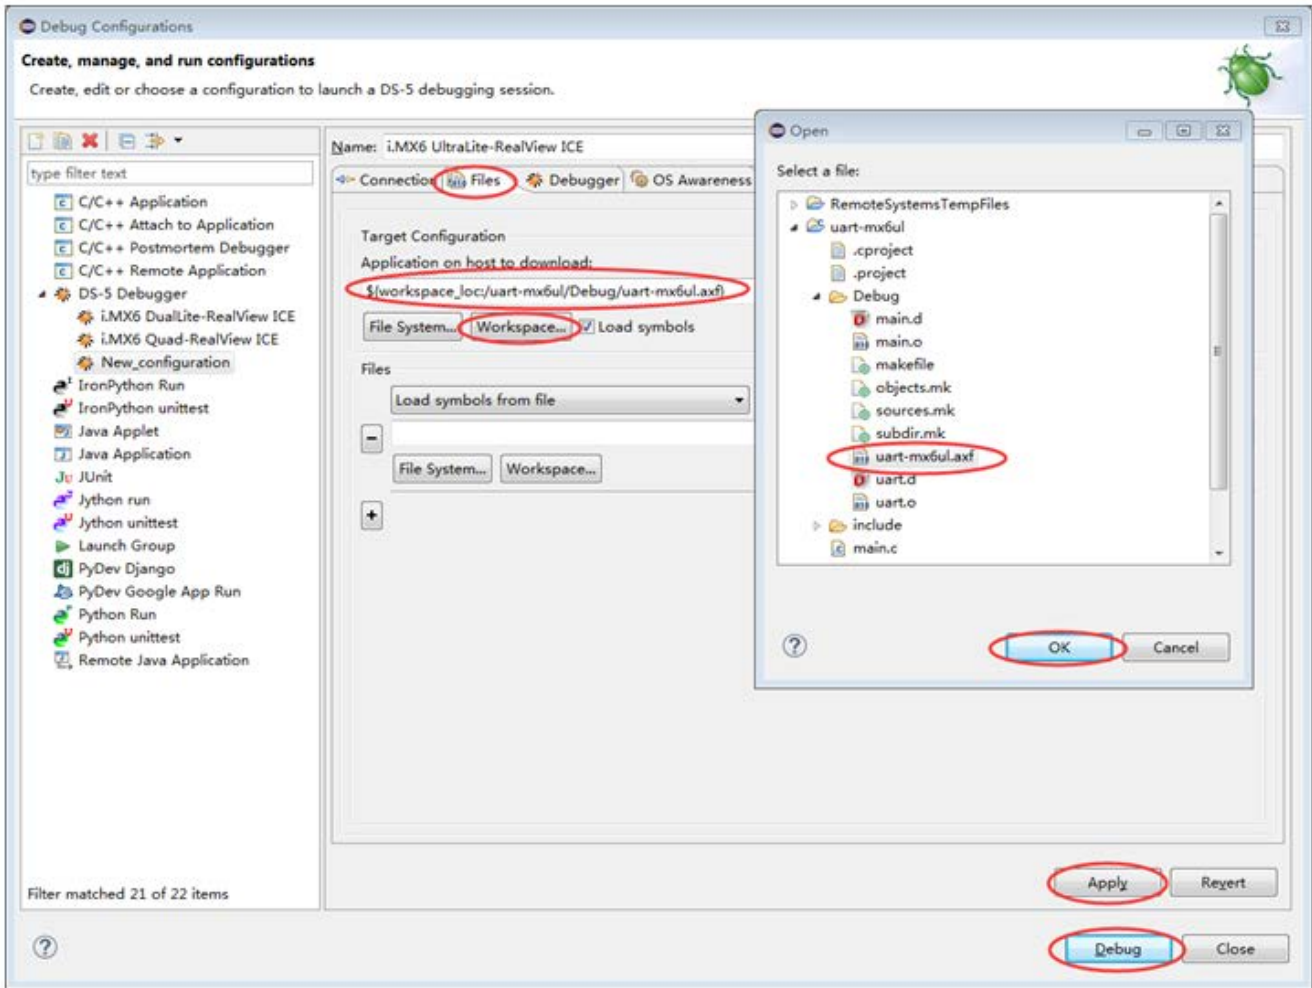 Debug Configurations
Create, manage, and run configurations
Create, edit or choose a configuration to launch a DS-5 debugging session.
type filter text
C/C++ Application
C/C++ Attach to Application
C/C++ Postmortem Debugger
C/C++ Remote Application
DS-5 Debugger
i.MX6 DualLite-RealView ICE
i.MX6 Quad-RealView ICE
New_configuration
IronPython Run
IronPython unittest
Java Applet
Java Application
Ju JUnit
Jython run
Jython unittest
Launch Group
dj PyDev Django
PyDev Google App Run
Python Run
Python unittest
Remote Java Application
Filter matched 21 of 22 items
Name: i.MX6 UltraLite-RealView ICE
Connection Files Debugger OS Awareness
Target Configuration
Application on host to download:
${workspace_loc:/uart-mx6ul/Debug/uart-mx6ul.axf}
File System... Workspace... Load symbols
Files
Load symbols from file
File System... Workspace...
Open
Select a file:
RemoteSystemsTempFiles
uart-mx6ul
.cproject
.project
Debug
main.d
main.o
makefile
objects.mk
sources.mk
subdir.mk
uart-mx6ul.axf
uart.d
uart.o
include
main.c
OK Cancel
Apply Revert
Debug Close